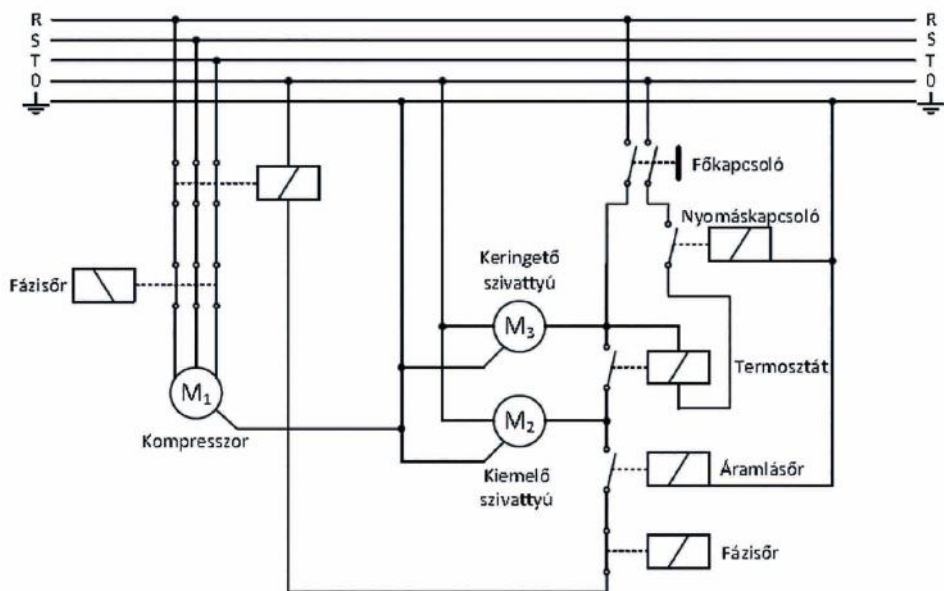 R
S
T
0
R
S
T
0
Főkapcsoló
Nyomáskapcsoló
Keringető
szivattyú
Fázisőr
M3
Termosztát
M1
M2
Kompresszor
Kiemelő
szivattyú
Áramlásőr
Fázisőr